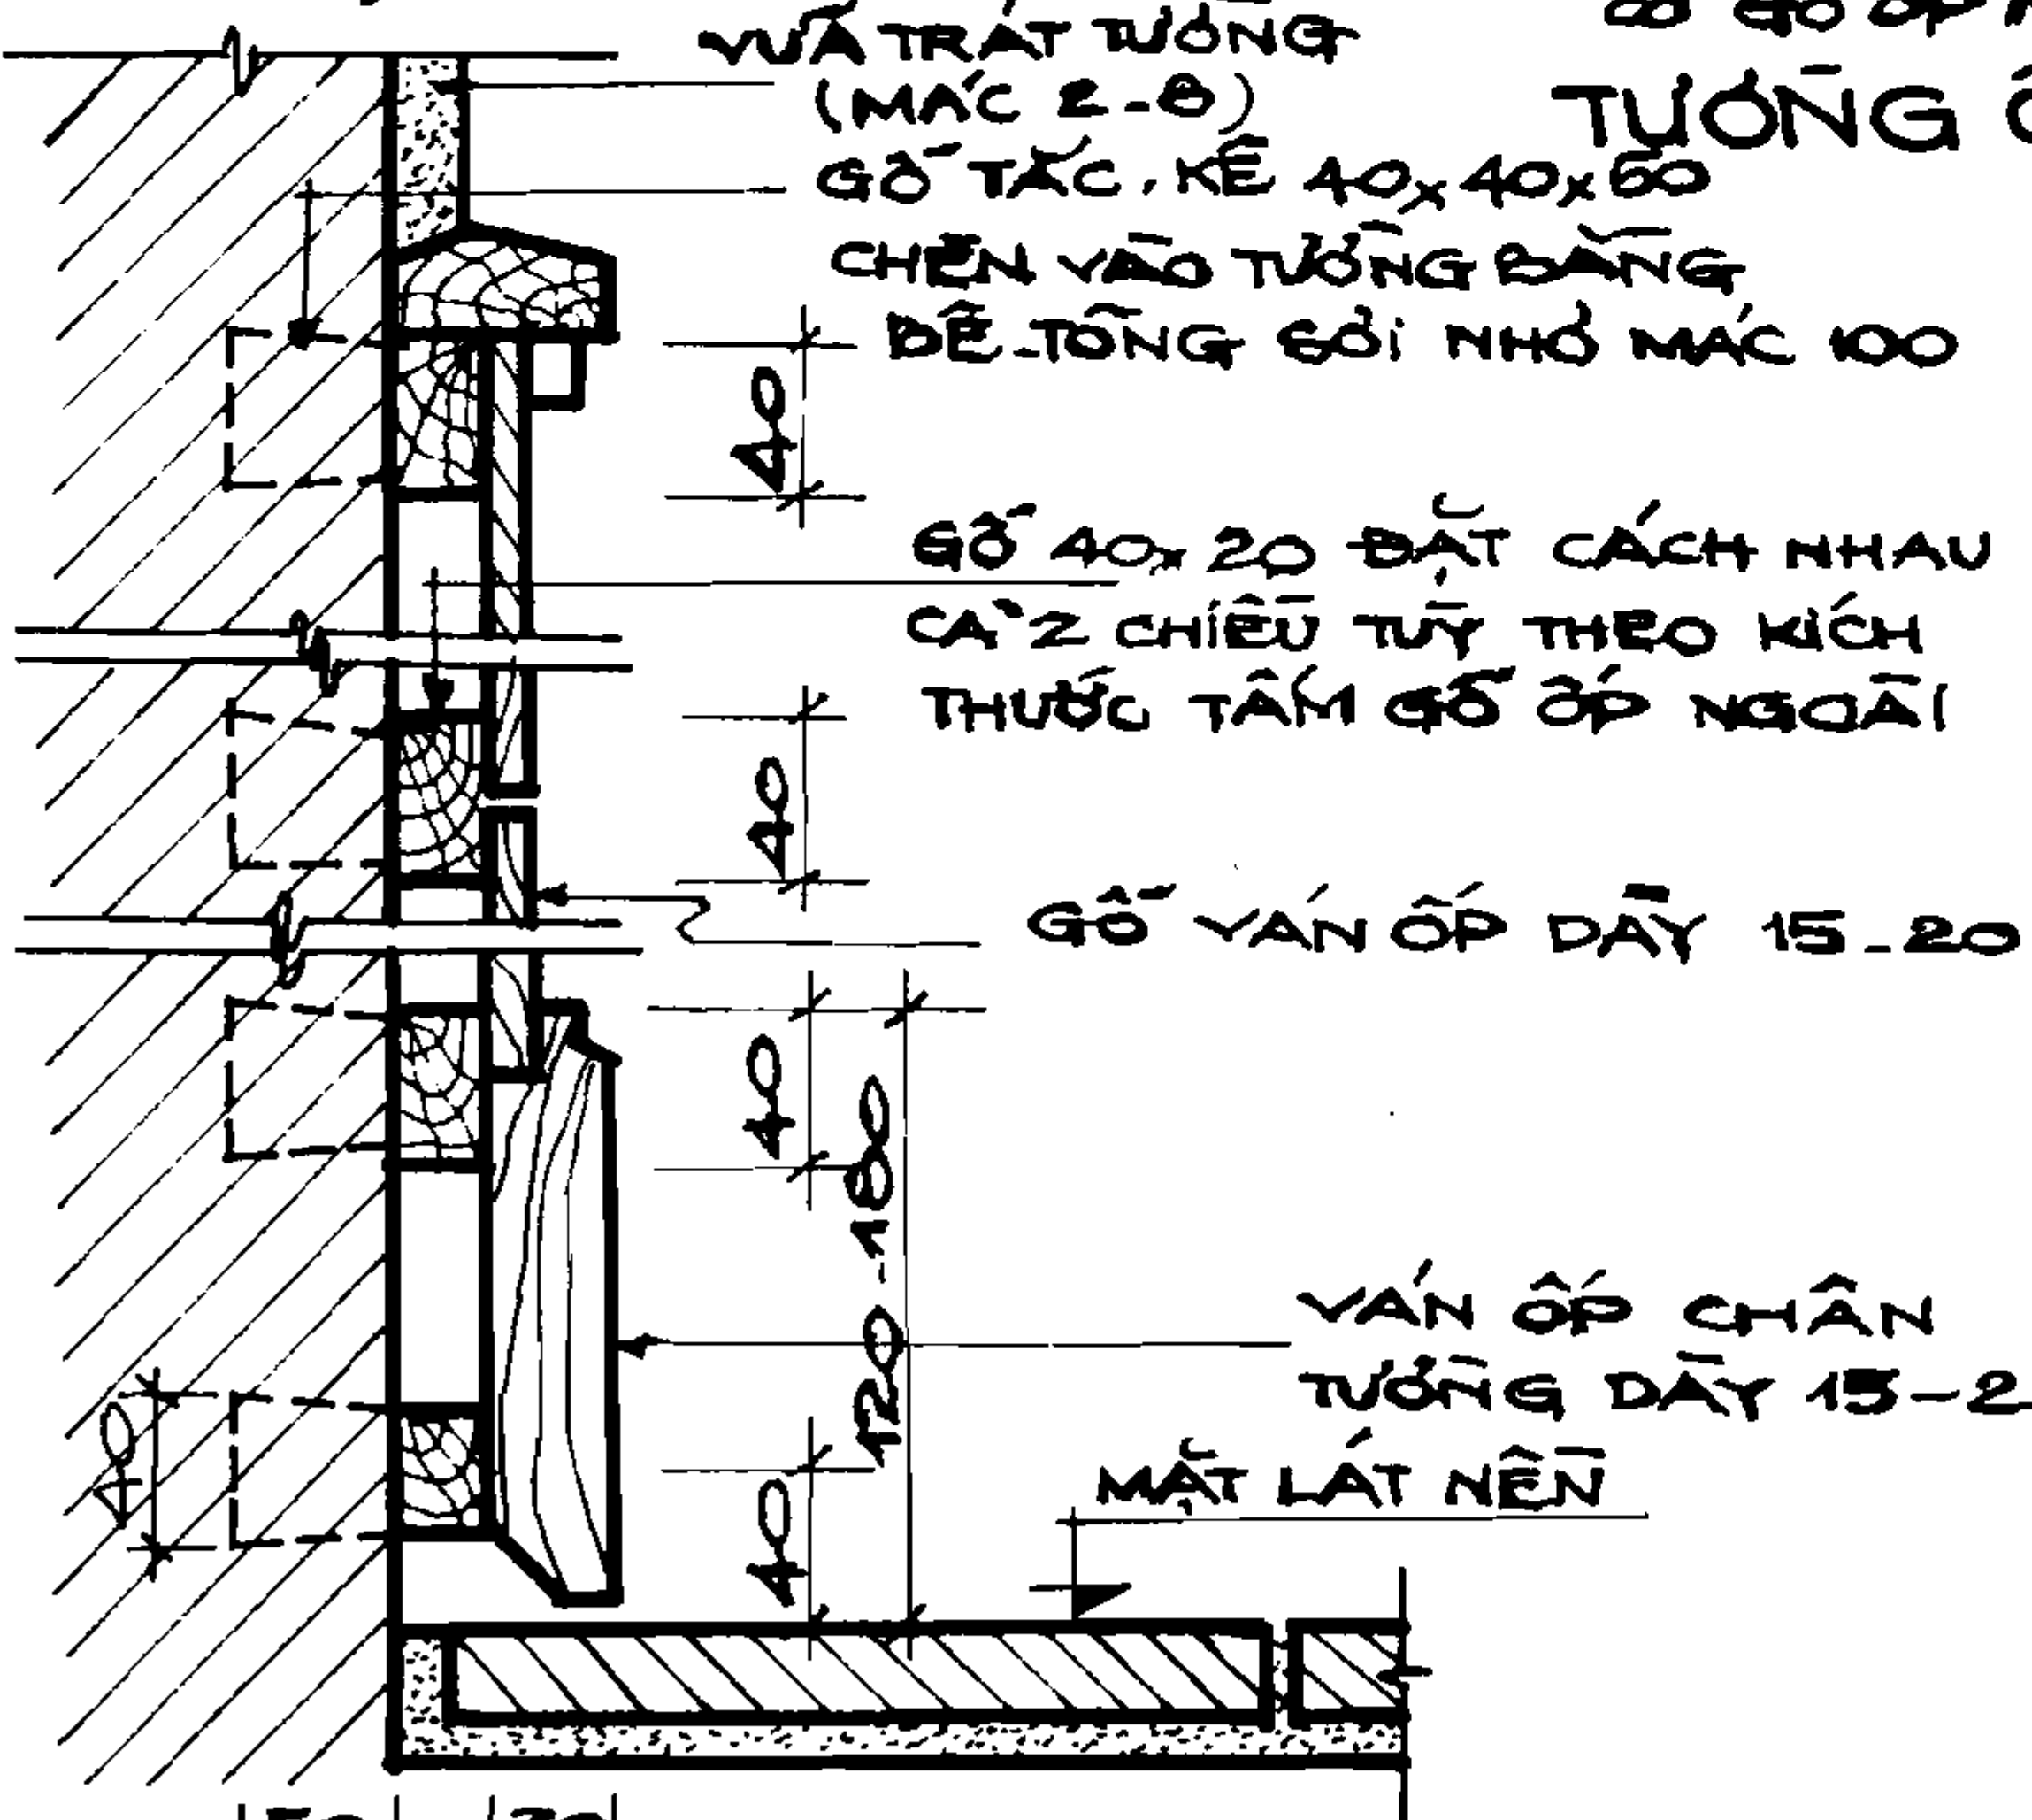 VỮA TRÁT TƯỜNG
(MÁC 2-8)
TƯỜNG
GỖ TẮC KÊ 40x40x60
CHÈN VÀO TƯỜNG BẰNG
BÊ-TÔNG SỎI NHỎ MÁC 100
40
GỖ 40x20 ĐẶT CÁCH NHAU
CẢ 2 CHIỀU TÙY THEO KÍCH
THƯỚC TẤM GỖ ỐP NGOÀI
40
GỖ VÁN ỐP DÀY 15-20
40
VÁN ỐP CHÂN
TƯỜNG DÀY 15-2
40
40
MẶT LÁT NỀN